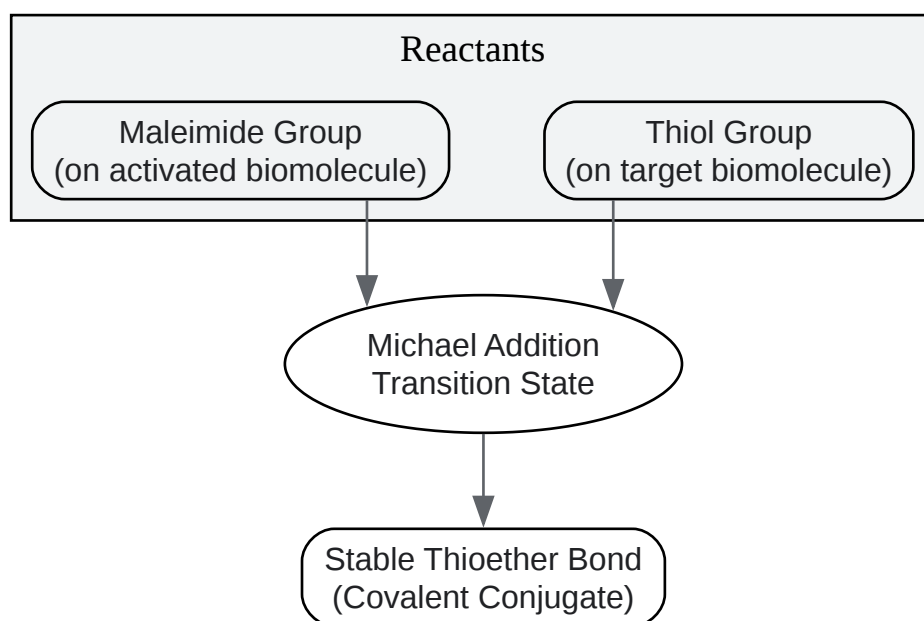 Reactants
Maleimide Group
(on activated biomolecule)
Thiol Group
(on target biomolecule)
Michael Addition
Transition State
Stable Thioether Bond
(Covalent Conjugate)